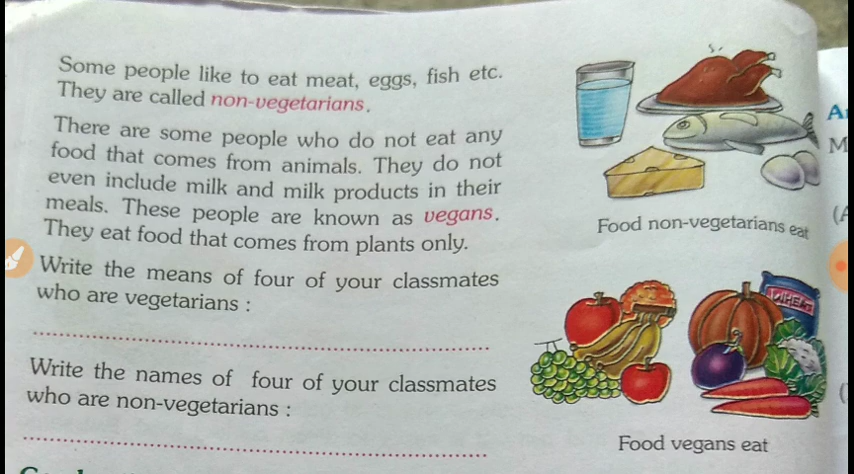 Some people like to eat meat, eggs, fish etc.
They are called non-vegetarians.
There are some people who do not eat any
food that comes from animals. They do not
even include milk and milk products in their
meals. These people are known as vegans.
They eat food that comes from plants only.
Write the means of four of your classmates
who are vegetarians :
Write the names of four of your classmates
who are non-vegetarians :
Food non-vegetarians eat
WHEAT
Food vegans eat